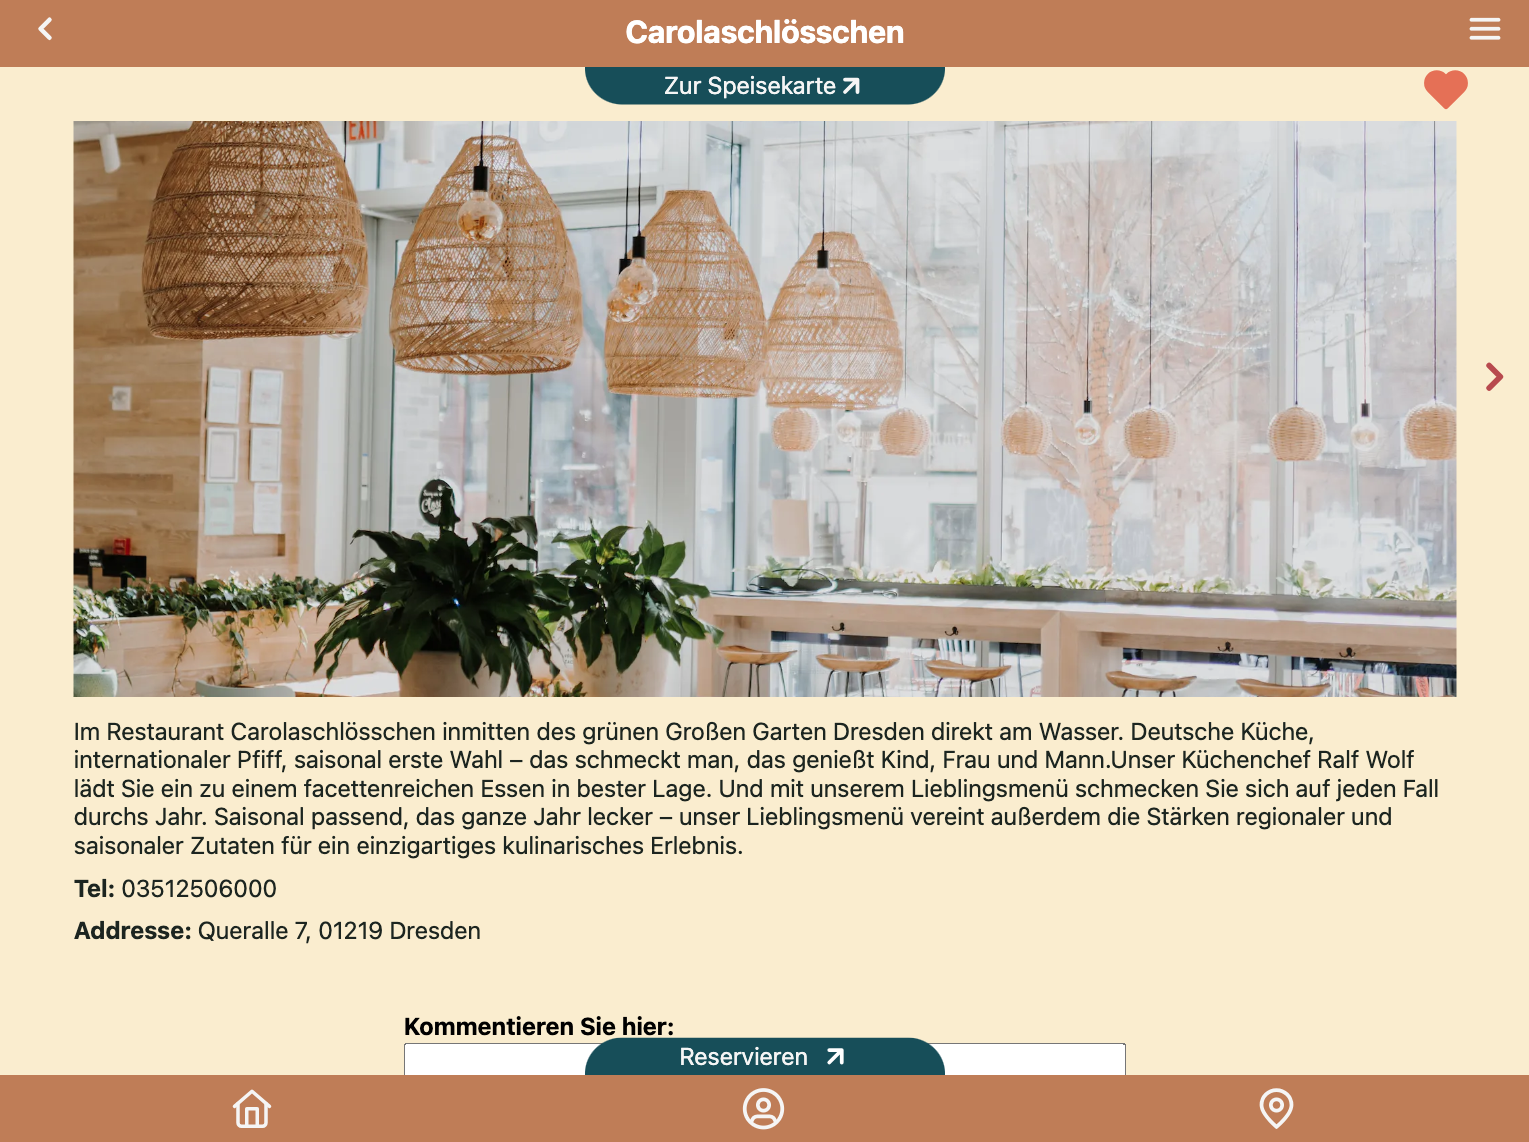 Carolaschlösschen
Zur Speisekarte
EXIT
Im Restaurant Carolaschlösschen inmitten des grünen Großen Garten Dresden direkt am Wasser. Deutsche Küche,
internationaler Pfiff, saisonal erste Wahl – das schmeckt man, das genießt Kind, Frau und Mann.Unser Küchenchef Ralf Wolf
lädt Sie ein zu einem facettenreichen Essen in bester Lage. Und mit unserem Lieblingsmenü schmecken Sie sich auf jeden Fall
durchs Jahr. Saisonal passend, das ganze Jahr lecker – unser Lieblingsmenü vereint außerdem die Stärken regionaler und
saisonaler Zutaten für ein einzigartiges kulinarisches Erlebnis.
Tel: 03512506000
Addresse: Queralle 7, 01219 Dresden
Kommentieren Sie hier:
Reservieren